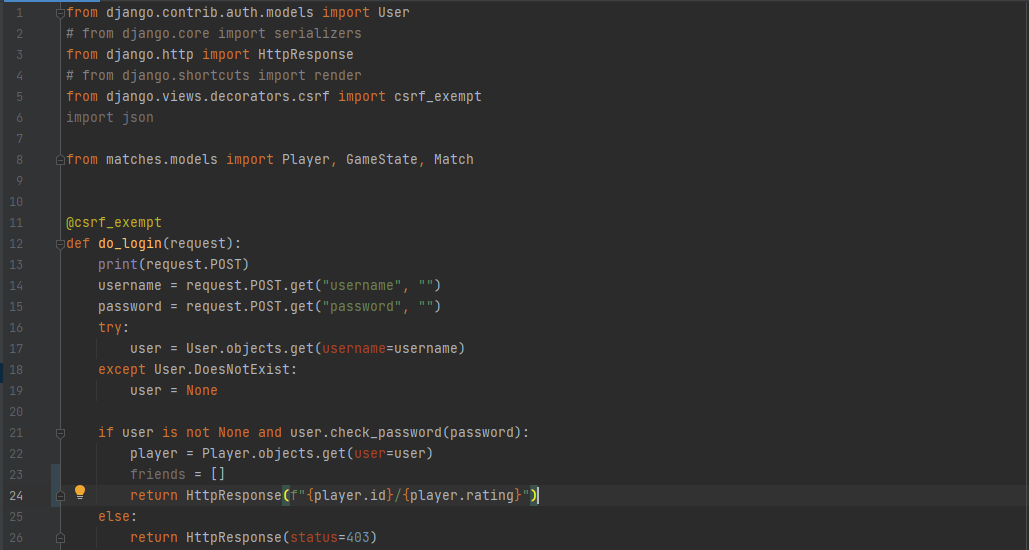 1 from django.contrib.auth.models import User
2 # from django.core import serializers
3 from django.http import HttpResponse
4 # from django.shortcuts import render
5 from django.views.decorators.csrf import csrf_exempt
6 import json
7
8 from matches.models import Player, GameState, Match
9
10
11 @csrf_exempt
12 def do_login(request):
13     print(request.POST)
14     username = request.POST.get("username", "")
15     password = request.POST.get("password", "")
16     try:
17         user = User.objects.get(username=username)
18     except User.DoesNotExist:
19         user = None
20
21     if user is not None and user.check_password(password):
22         player = Player.objects.get(user=user)
23         friends = []
24         return HttpResponse(f"{player.id}/{player.rating}")
25     else:
26         return HttpResponse(status=403)